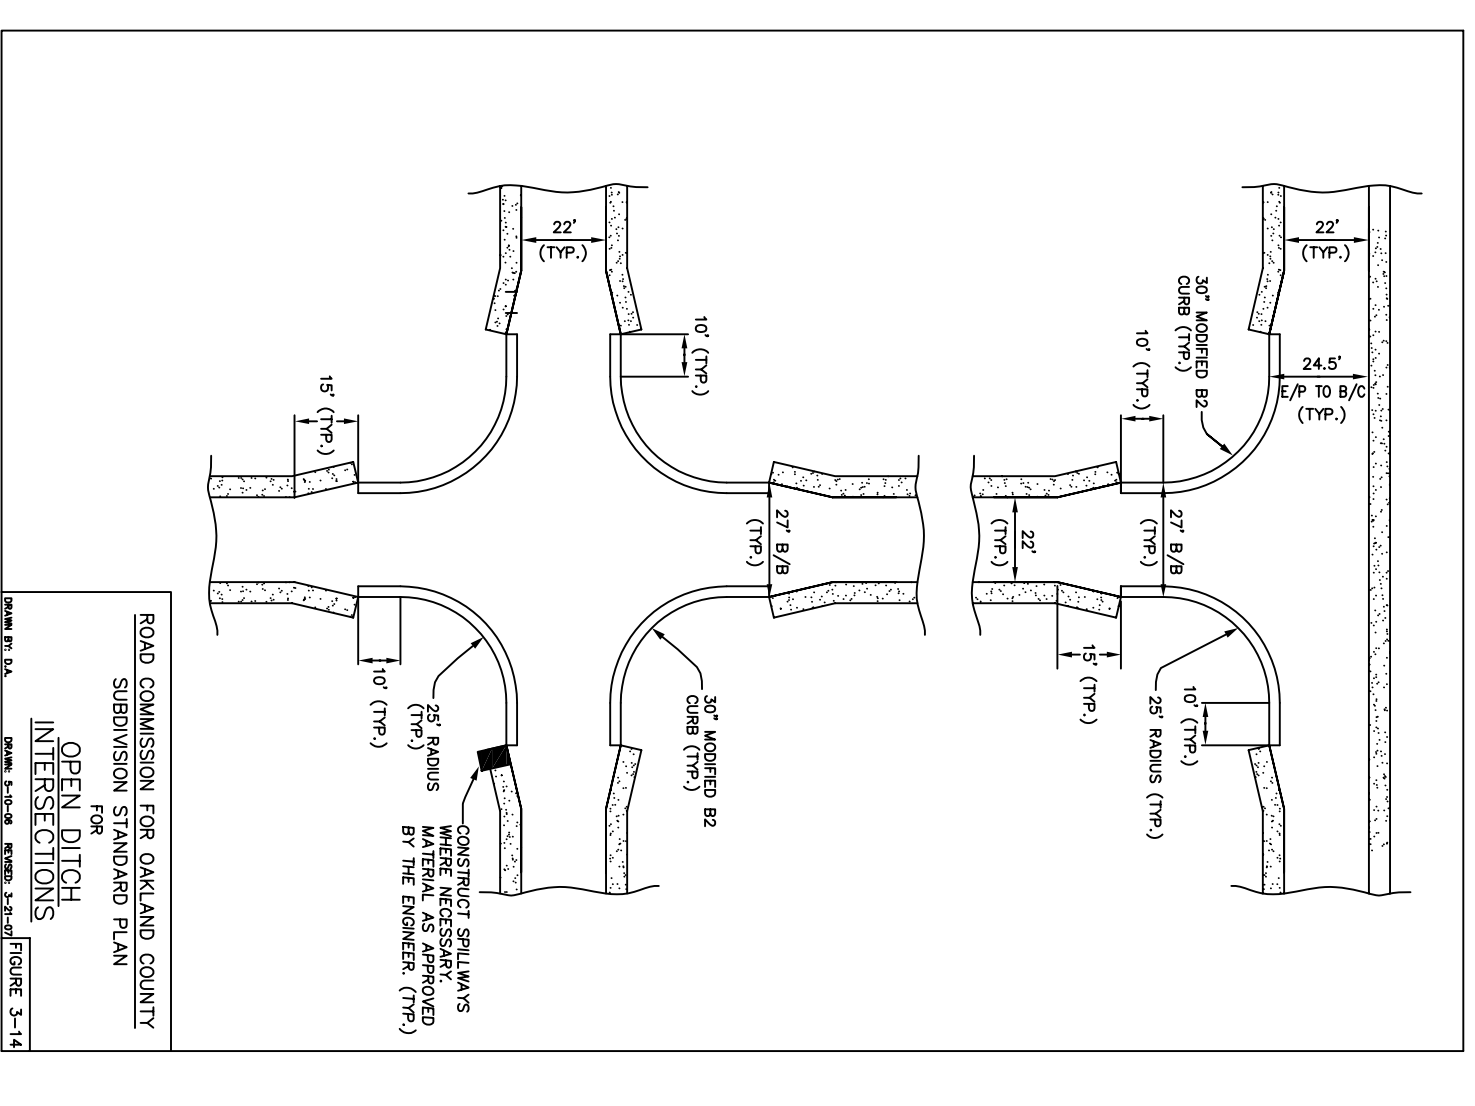 22'
(TYP.)
22'
(TYP.)
30" MODIFIED B2
CURB (TYP.)
10' (TYP.)
24.5'
E/P TO B/C
(TYP.)
10' (TYP.)
15' (TYP.)
27' B/B
(TYP.)
22'
(TYP.)
27' B/B
(TYP.)
15' (TYP.)
25' RADIUS (TYP.)
10' (TYP.)
10' (TYP.)
25' RADIUS
(TYP.)
30" MODIFIED B2
CURB (TYP.)
CONSTRUCT SPILLWAYS
WHERE NECESSARY.
MATERIAL AS APPROVED
BY THE ENGINEER. (TYP.)
ROAD COMMISSION FOR OAKLAND COUNTY
SUBDIVISION STANDARD PLAN
FOR
OPEN DITCH
INTERSECTIONS
DRAWN BY: D.A. DRAWN: 5-10-06 REVISED: 3-21-07
FIGURE 3-14